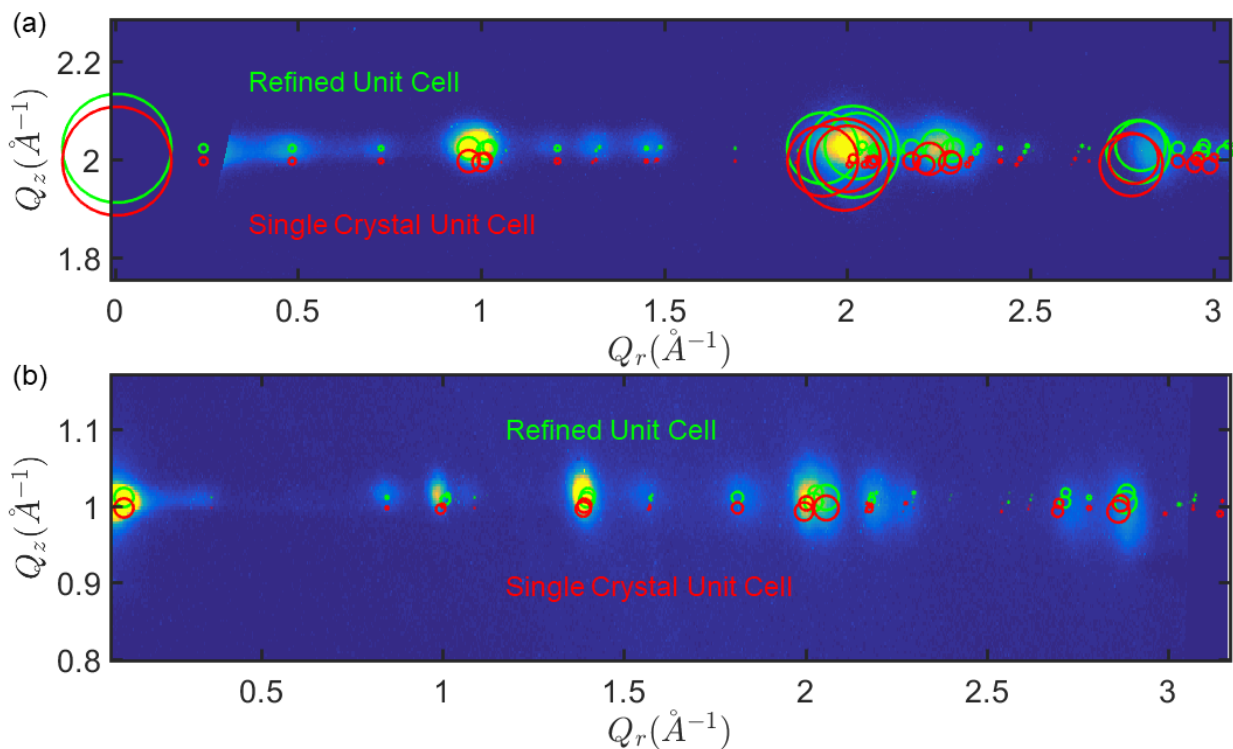 (a)
2.2
Refined Unit Cell
Q_z(Å⁻¹)
2
Single Crystal Unit Cell
1.8
0 0.5 1 1.5 2 2.5 3
Q_r(Å⁻¹)
(b)
1.1
Refined Unit Cell
Q_z(Å⁻¹)
1
Single Crystal Unit Cell
0.9
0.8
0.5 1 1.5 2 2.5 3
Q_r(Å⁻¹)